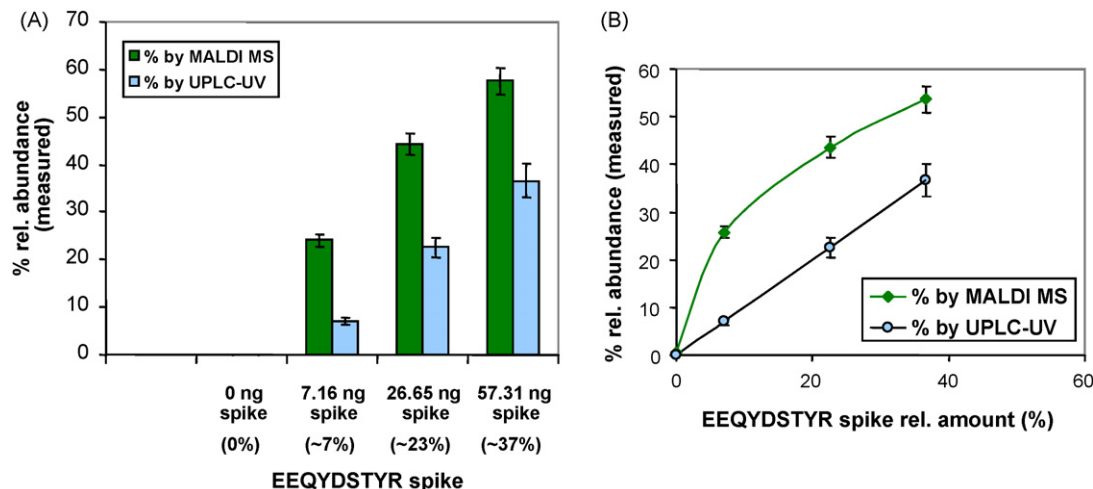 (A)
70
60
50
40
30
20
10
0
% rel. abundance
(measured)
% by MALDI MS
% by UPLC-UV
0 ng
spike
(0%)
7.16 ng
spike
(~7%)
26.65 ng
spike
(~23%)
57.31 ng
spike
(~37%)
EEQYDSTYR spike
(B)
60
50
40
30
20
10
0
% rel. abundance (measured)
% by MALDI MS
% by UPLC-UV
0 20 40 60
EEQYDSTYR spike rel. amount (%)